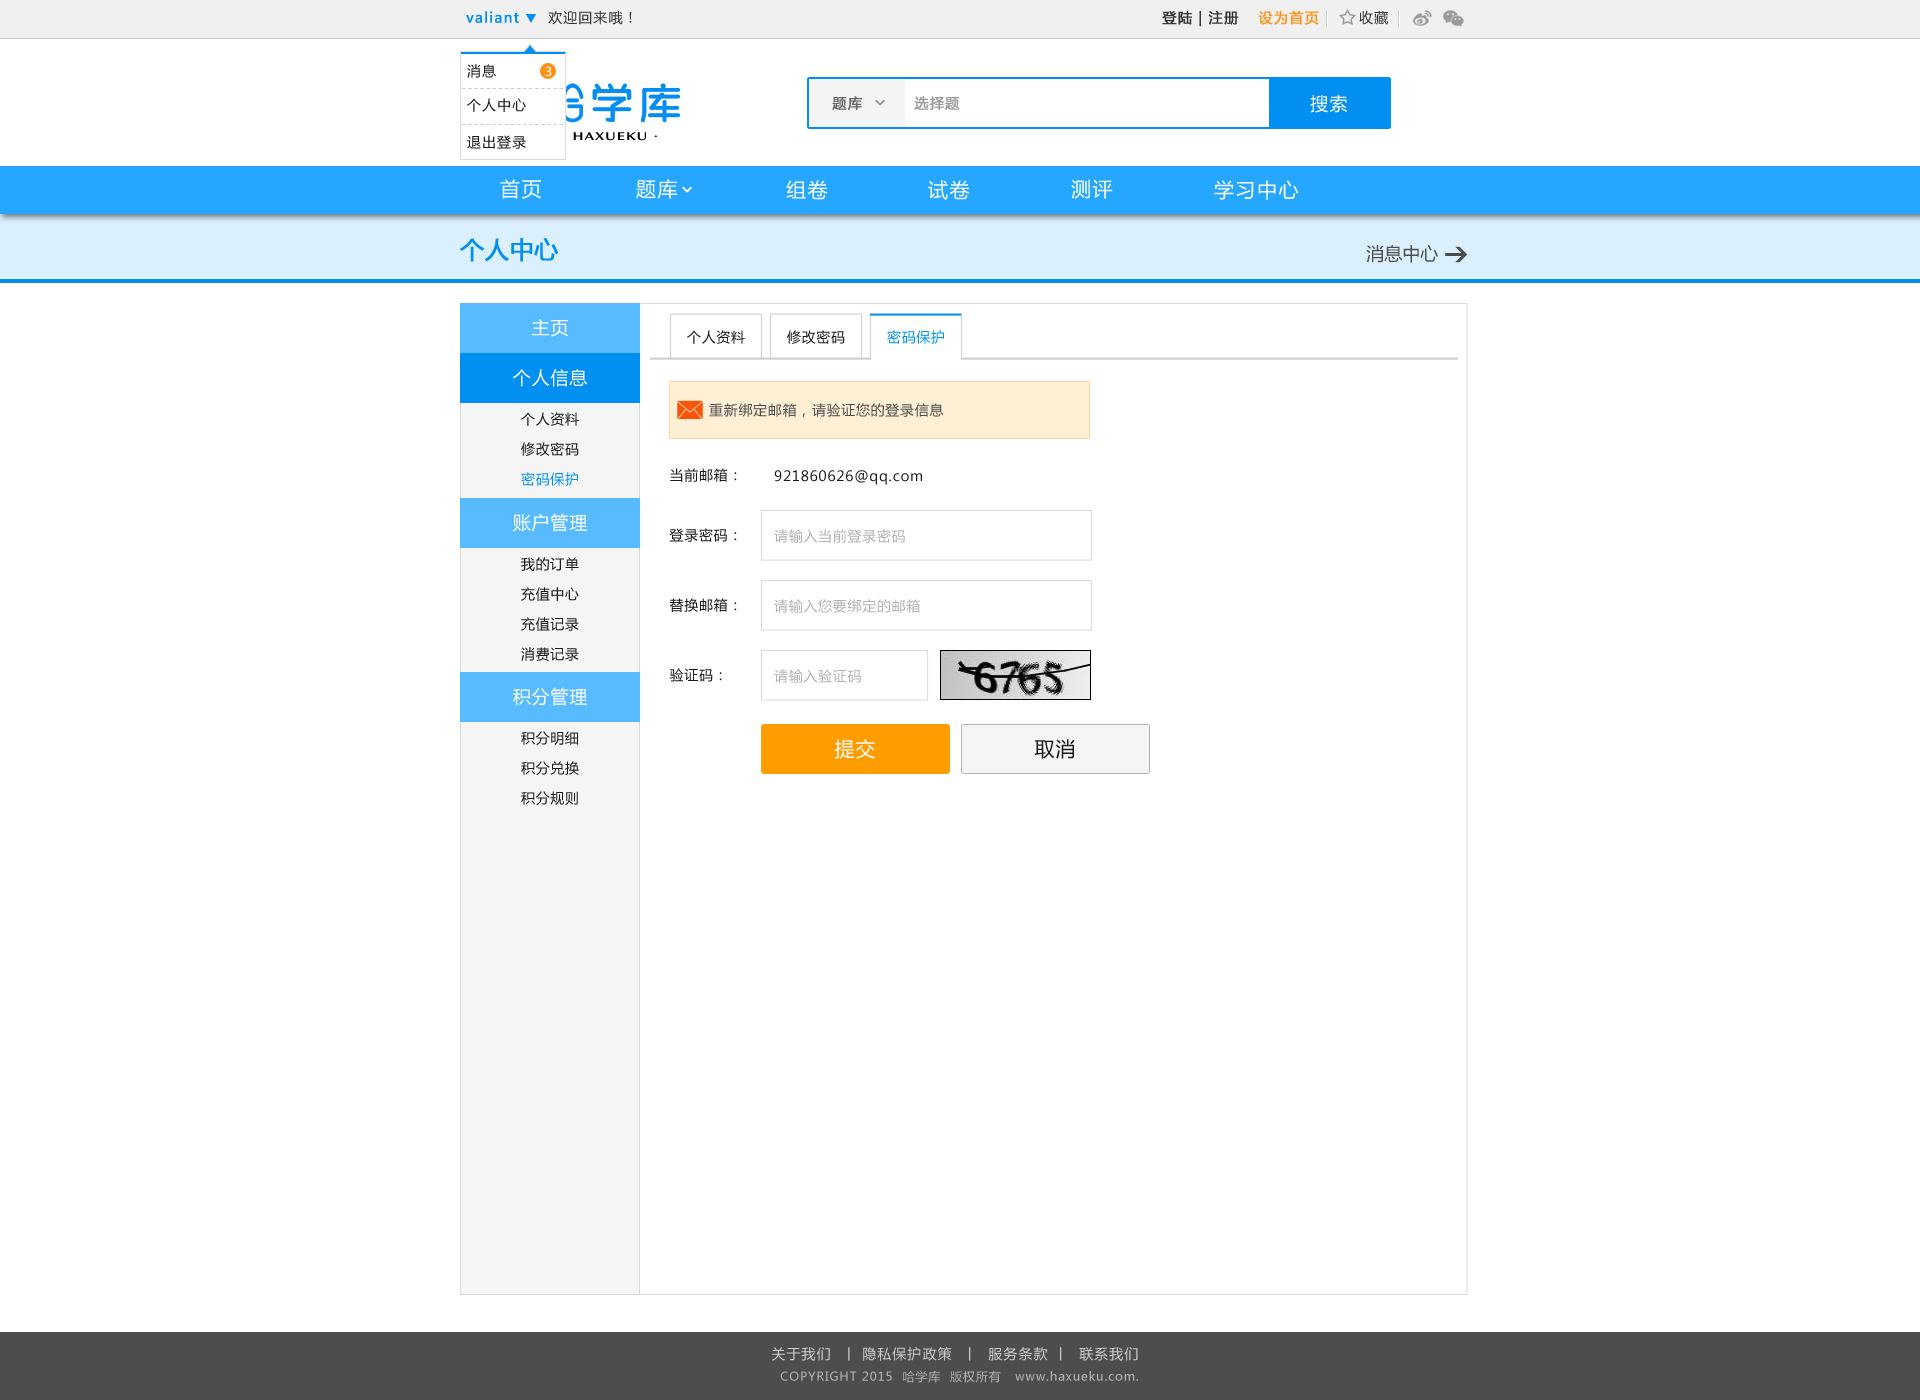 valiant ▼ 欢迎回来哦！
登陆 | 注册 设为首页 收藏
消息 3
个人中心
退出登录
学库
HAXUEKU ·
题库 选择题 搜索
首页 题库 组卷 试卷 测评 学习中心
个人中心
消息中心
主页
个人信息
个人资料
修改密码
密码保护
账户管理
我的订单
充值中心
充值记录
消费记录
积分管理
积分明细
积分兑换
积分规则
个人资料 修改密码 密码保护
重新绑定邮箱，请验证您的登录信息
当前邮箱： 921860626@qq.com
登录密码： 请输入当前登录密码
替换邮箱： 请输入您要绑定的邮箱
验证码： 请输入验证码 6765
提交 取消
关于我们 | 隐私保护政策 | 服务条款 | 联系我们
COPYRIGHT 2015 哈学库 版权所有 www.haxueku.com.